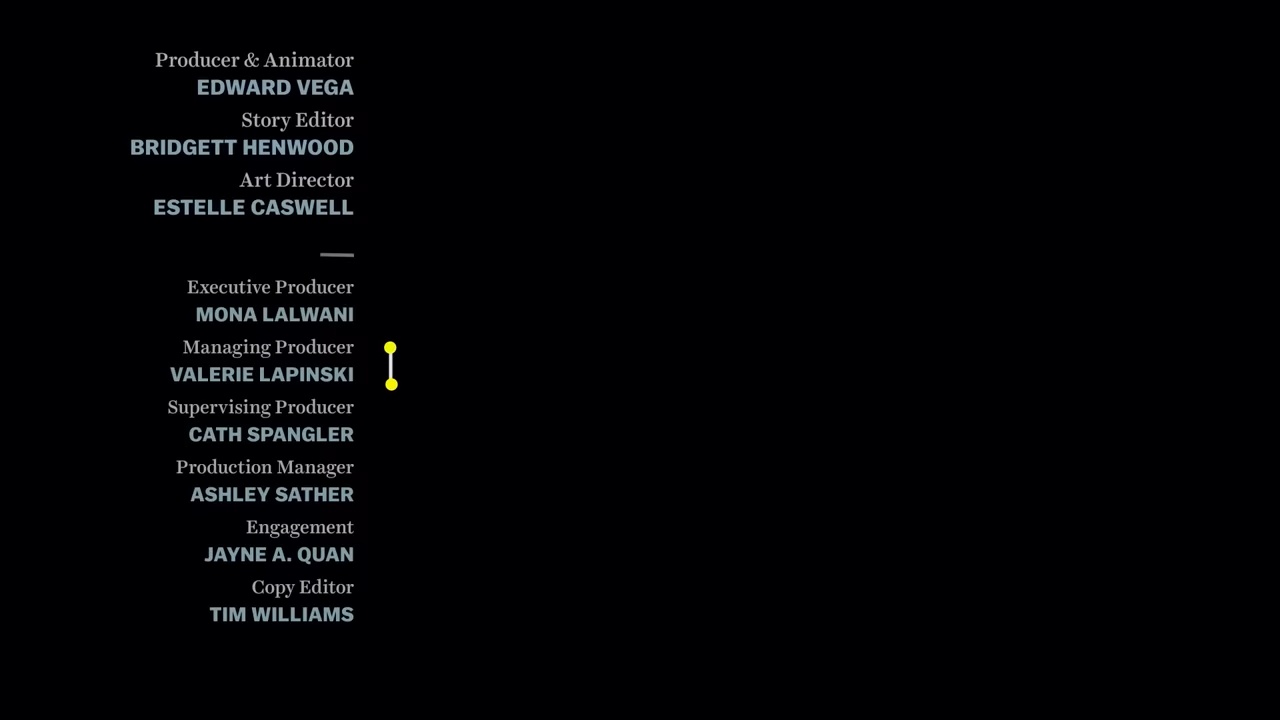 Producer & Animator
EDWARD VEGA
Story Editor
BRIDGETT HENWOOD
Art Director
ESTELLE CASWELL
Executive Producer
MONA LALWANI
Managing Producer
VALERIE LAPINSKI
Supervising Producer
CATH SPANGLER
Production Manager
ASHLEY SATHER
Engagement
JAYNE A. QUAN
Copy Editor
TIM WILLIAMS